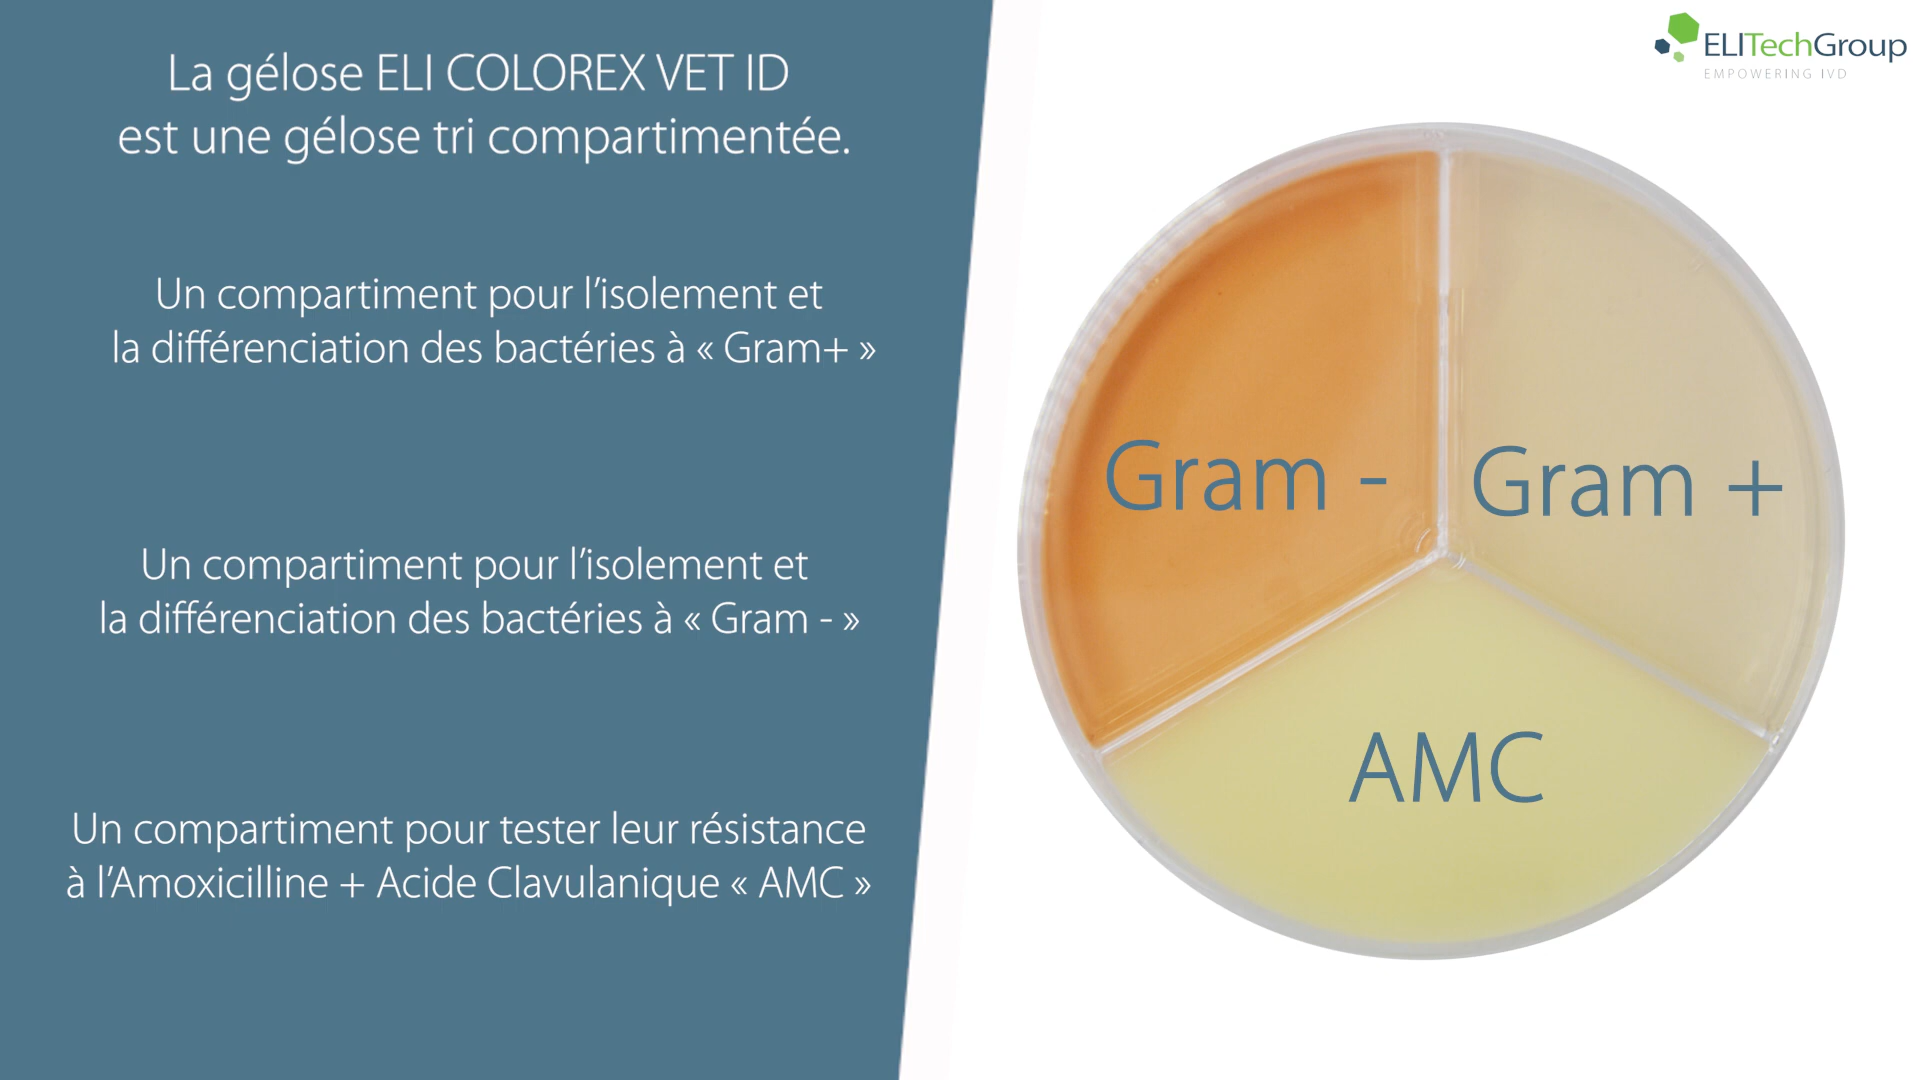 La gélose ELI COLOREX VET ID
est une gélose tri compartimentée.
Un compartiment pour l’isolement et
la différenciation des bactéries à « Gram+ »
Un compartiment pour l’isolement et
la différenciation des bactéries à « Gram - »
Un compartiment pour tester leur résistance
à l’Amoxicilline + Acide Clavulanique « AMC »
ELITechGroup
EMPOWERING IVD
Gram -
Gram +
AMC